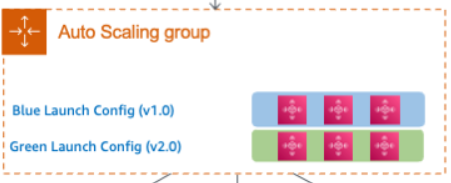 Auto Scaling group
Blue Launch Config (v1.0)
Green Launch Config (v2.0)